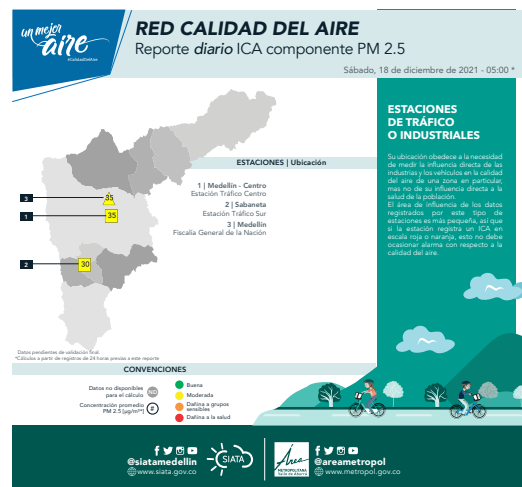 un mejor
aire
#CalidadDelAire
RED CALIDAD DEL AIRE
Reporte diario ICA componente PM 2.5
Sábado, 18 de diciembre de 2021 - 05:00 *
ESTACIONES
DE TRÁFICO
O INDUSTRIALES
Su ubicación obedece a la necesidad
de medir la influencia directa de las
industrias y los vehículos en la calidad
del aire de una zona en particular,
mas no de su influencia directa a la
salud de la población.
El área de influencia de los datos
registrados por este tipo de
estaciones es más pequeña, así que
si la estación registra un ICA en
escala roja o naranja, esto no debe
ocasionar alarma con respecto a la
calidad del aire.
ESTACIONES | Ubicación
1 | Medellín - Centro
Estación Tráfico Centro
2 | Sabaneta
Estación Tráfico Sur
3 | Medellín
Fiscalía General de la Nación
3
35
1
35
2
30
Datos pendientes de validación final.
*Cálculos a partir de registros de 24 horas previas a este reporte
CONVENCIONES
Datos no disponibles
para el cálculo
Concentración promedio
PM 2.5 [µg/m³]
#
Buena
Moderada
Dañina a grupos
sensibles
Dañina a la salud
@siatamedellin
www.siata.gov.co
SIATA
Área
METROPOLITANA
Valle de Aburrá
@areametropol
www.metropol.gov.co